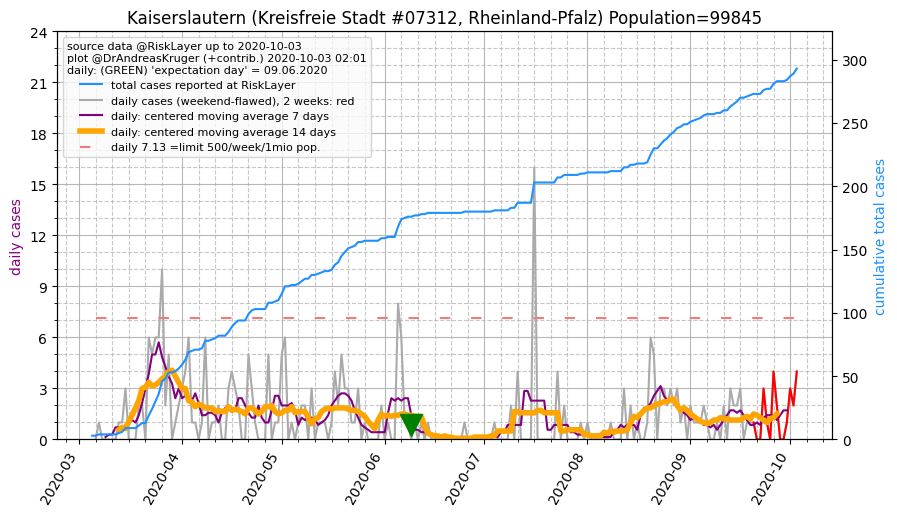 Kaiserslautern (Kreisfreie Stadt #07312, Rheinland-Pfalz) Population=99845
source data @RiskLayer up to 2020-10-03
plot @DrAndreasKruger (+contrib.) 2020-10-03 02:01
daily: (GREEN) 'expectation day' = 09.06.2020
total cases reported at RiskLayer
daily cases (weekend-flawed), 2 weeks: red
daily: centered moving average 7 days
daily: centered moving average 14 days
daily 7.13 =limit 500/week/1mio pop.
daily cases
24
21
18
15
12
9
6
3
0
cumulative total cases
300
250
200
150
100
50
0
2020-03
2020-04
2020-05
2020-06
2020-07
2020-08
2020-09
2020-10